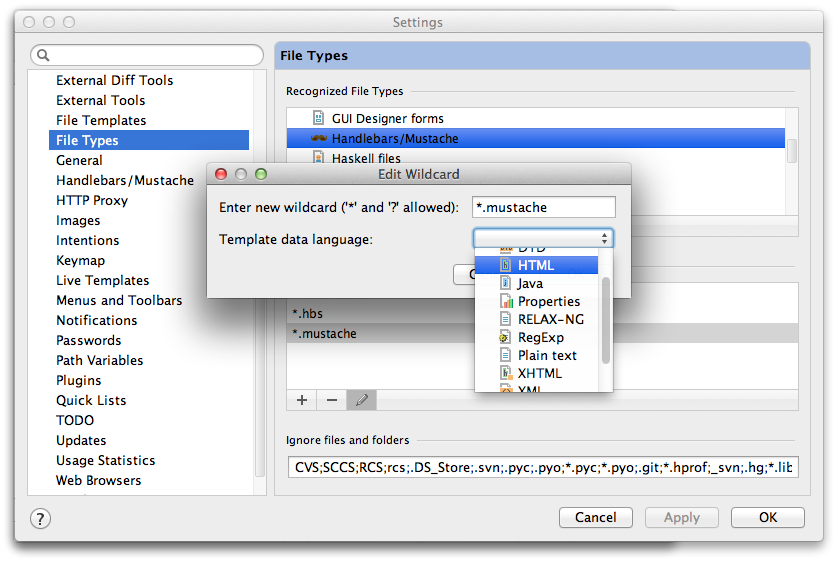 Settings
External Diff Tools
External Tools
File Templates
File Types
General
Handlebars/Mustache
HTTP Proxy
Images
Intentions
Keymap
Live Templates
Menus and Toolbars
Notifications
Passwords
Path Variables
Plugins
Quick Lists
TODO
Updates
Usage Statistics
Web Browsers
File Types
Recognized File Types
GUI Designer forms
Handlebars/Mustache
Haskell files
Edit Wildcard
Enter new wildcard ('*' and '?' allowed):
*.mustache
Template data language:
DTD
HTML
Java
Properties
RELAX-NG
RegExp
Plain text
XHTML
XML
*.hbs
*.mustache
Ignore files and folders
CVS;SCCS;RCS;rcs;.DS_Store;.svn;.pyc;.pyo;*.pyc;*.pyo;.git;*.hprof;_svn;.hg;*.lib
?
Cancel
Apply
OK